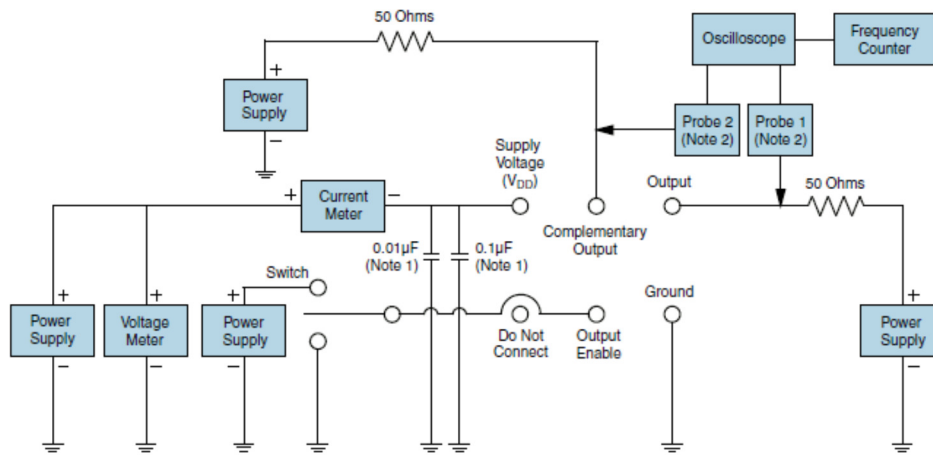 50 Ohms
Oscilloscope
Frequency
Counter
+
Power
Supply
−
Probe 2
(Note 2)
Probe 1
(Note 2)
Supply
Voltage
(VDD)
Output
50 Ohms
+
Current
Meter
−
Complementary
Output
0.01µF
(Note 1)
0.1µF
(Note 1)
Switch
Ground
+
Power
Supply
−
+
Voltage
Meter
−
+
Power
Supply
−
Do Not
Connect
Output
Enable
+
Power
Supply
−